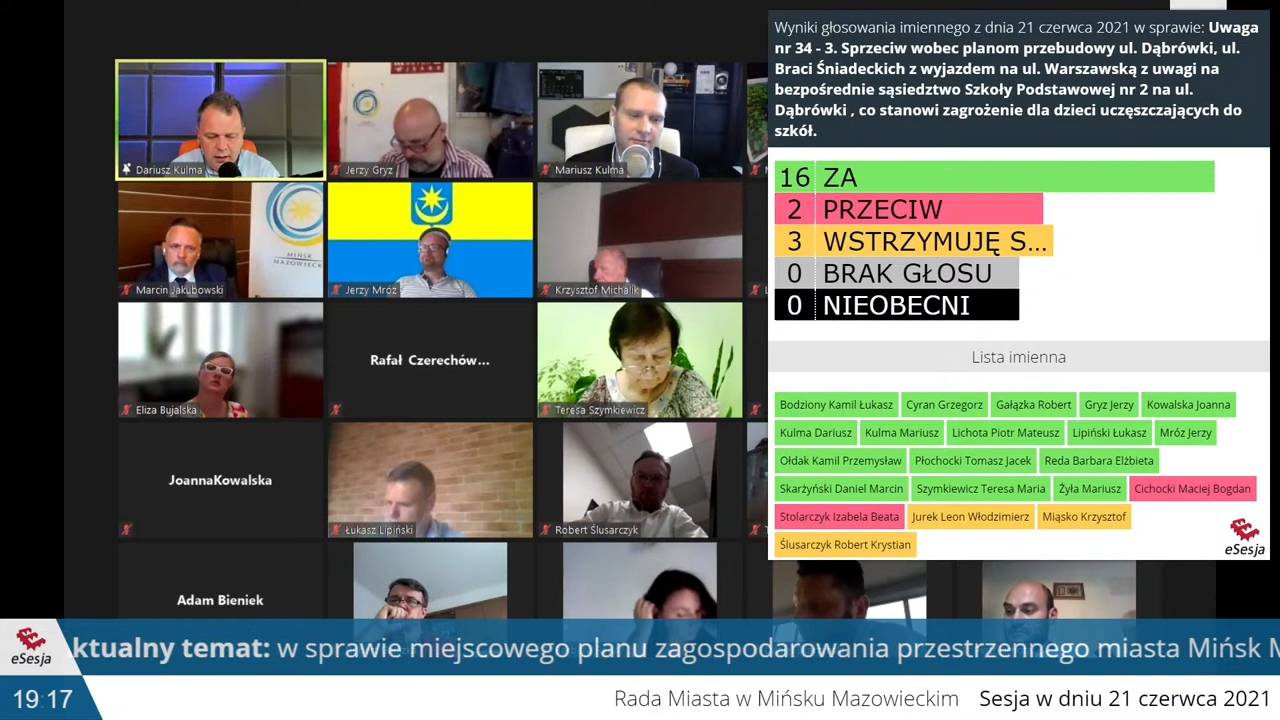 Wyniki głosowania imiennego z dnia 21 czerwca 2021 w sprawie: Uwaga
nr 34 - 3. Sprzeciw wobec planom przebudowy ul. Dąbrówki, ul.
Braci Śniadeckich z wyjazdem na ul. Warszawską z uwagi na
bezpośrednie sąsiedztwo Szkoły Podstawowej nr 2 na ul.
Dąbrówki , co stanowi zagrożenie dla dzieci uczęszczających do
szkół.
16 ZA
2 PRZECIW
3 WSTRZYMUJĘ S...
0 BRAK GŁOSU
0 NIEOBECNI
Lista imienna
Bodziony Kamil Łukasz Cyran Grzegorz Gałązka Robert Gryz Jerzy Kowalska Joanna
Kulma Dariusz Kulma Mariusz Lichota Piotr Mateusz Lipiński Łukasz Mróz Jerzy
Ołdak Kamil Przemysław Płochocki Tomasz Jacek Reda Barbara Elżbieta
Skarżyński Daniel Marcin Szymkiewicz Teresa Maria Żyła Mariusz Cichocki Maciej Bogdan
Stolarczyk Izabela Beata Jurek Leon Włodzimierz Miąsko Krzysztof
Ślusarczyk Robert Krystian
eSesja
Dariusz Kulma
Jerzy Gryz
Mariusz Kulma
Marcin Jakubowski
MIŃSK
MAZOWIECK
Jerzy Mróz
Krzysztof Michalik
Eliza Bujalska
Rafał Czerechów...
Teresa Szymkiewicz
JoannaKowalska
Łukasz Lipiński
Robert Ślusarczyk
Adam Bieniek
eSesja
ktualny temat: w sprawie miejscowego planu zagospodarowania przestrzennego miasta Mińsk M
19:17
Rada Miasta w Mińsku Mazowieckim Sesja w dniu 21 czerwca 2021